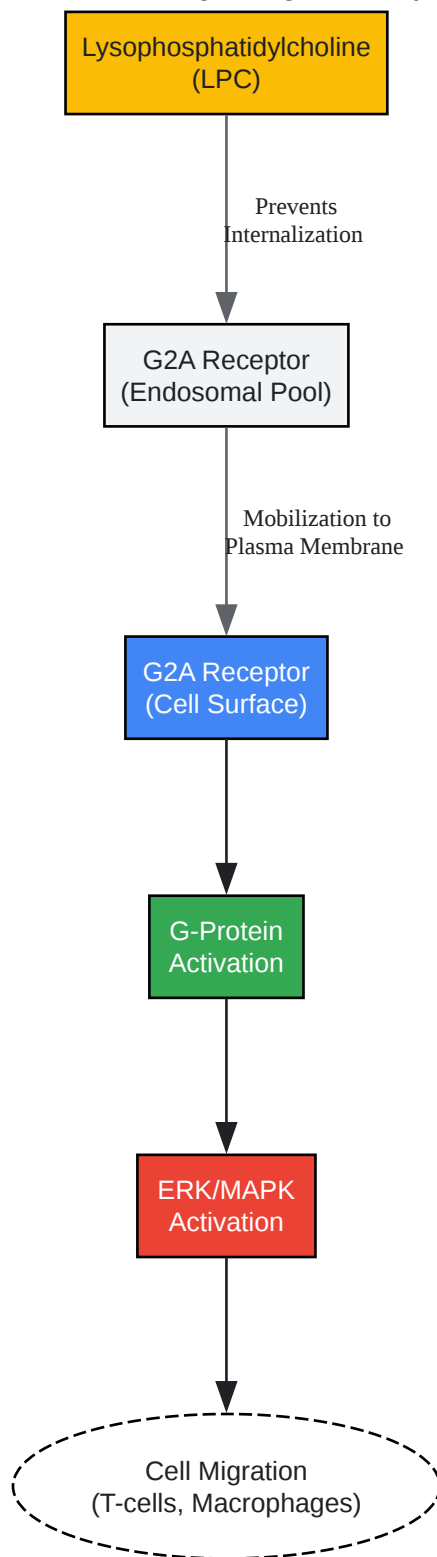 Lysophosphatidylcholine
(LPC)
Prevents
Internalization
G2A Receptor
(Endosomal Pool)
Mobilization to
Plasma Membrane
G2A Receptor
(Cell Surface)
G-Protein
Activation
ERK/MAPK
Activation
Cell Migration
(T-cells, Macrophages)